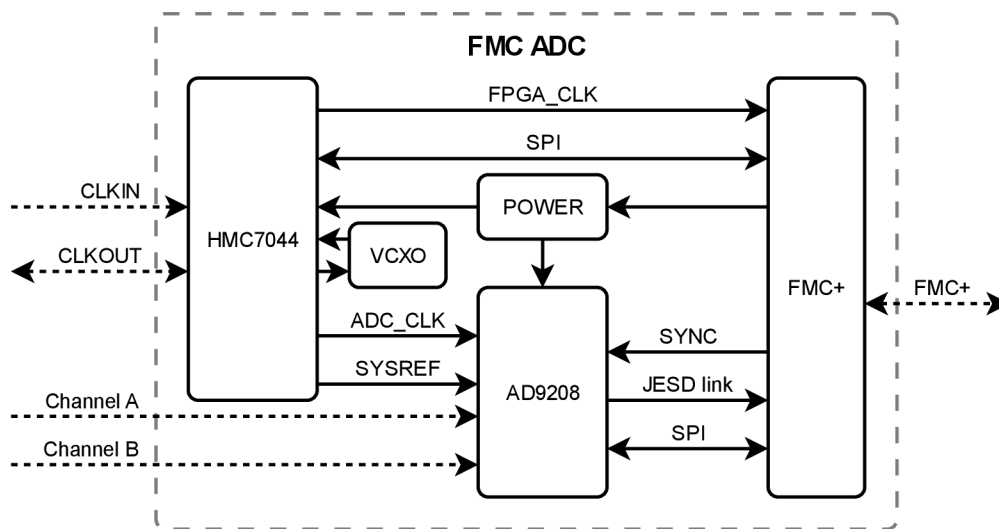 FMC ADC
FPGA_CLK
SPI
CLKIN
POWER
HMC7044
CLKOUT
VCXO
FMC+
FMC+
ADC_CLK
SYNC
SYSREF
JESD link
AD9208
Channel A
SPI
Channel B